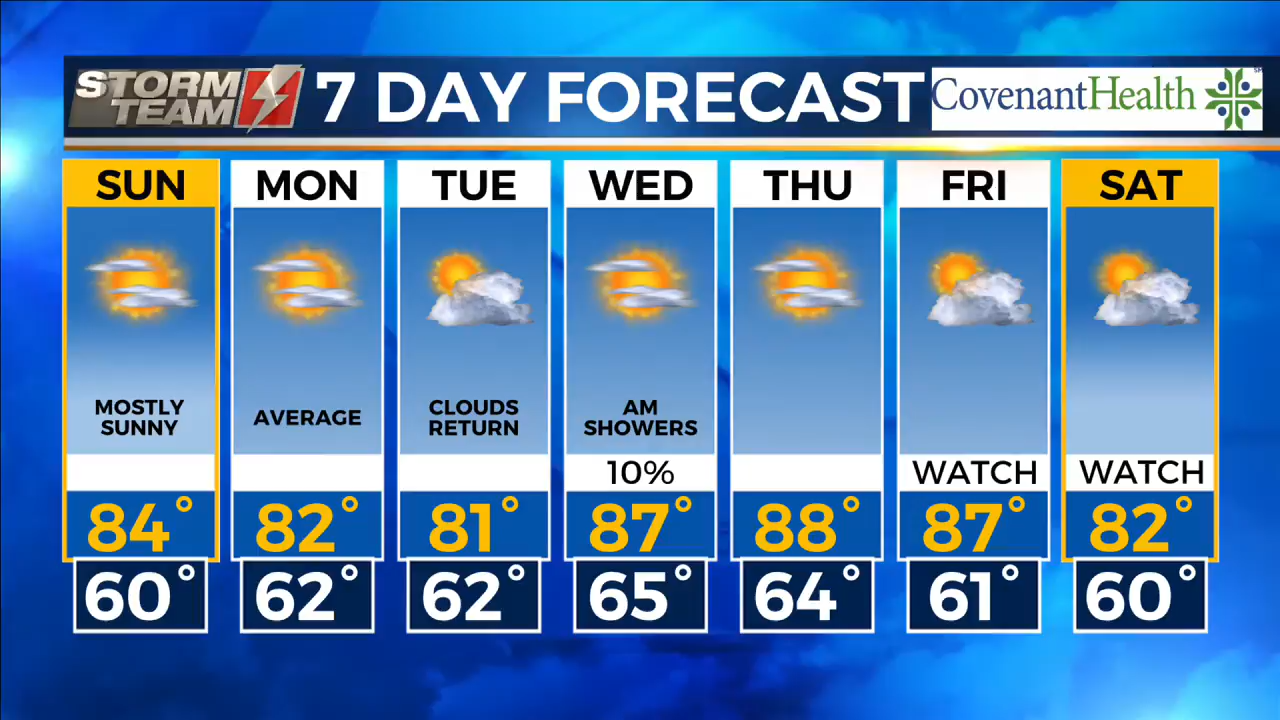 STORM TEAM
7 DAY FORECAST
CovenantHealth
SUN MON TUE WED THU FRI SAT
MOSTLY SUNNY
AVERAGE
CLOUDS RETURN
AM SHOWERS
10% WATCH WATCH
84° 82° 81° 87° 88° 87° 82°
60° 62° 62° 65° 64° 61° 60°